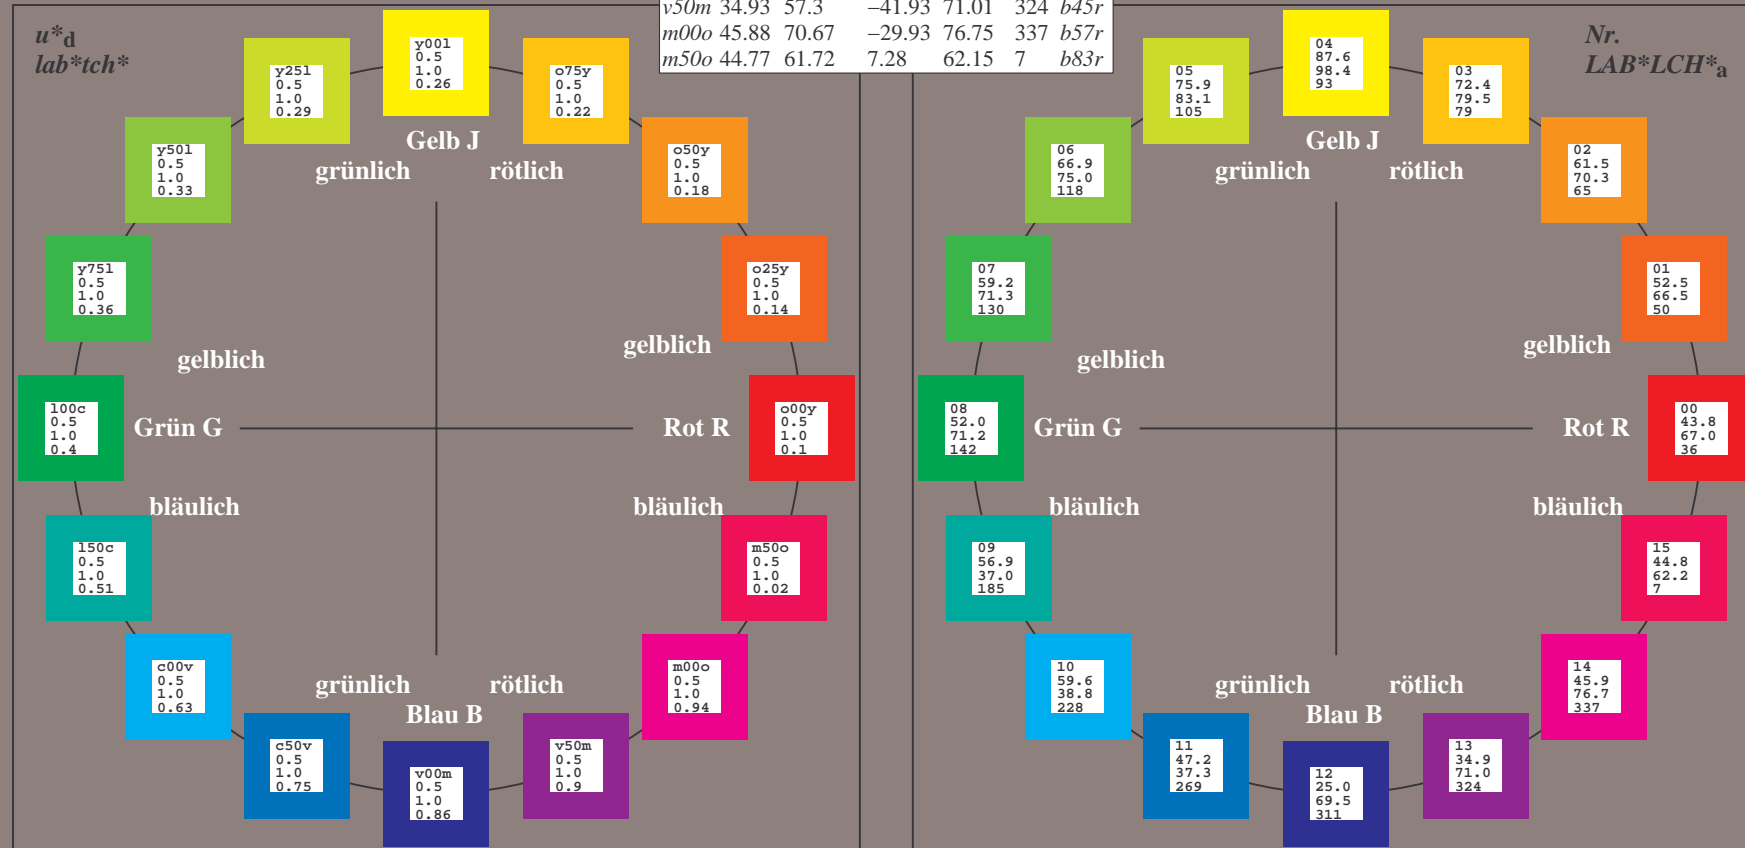 v50m 34.93 57.3 −41.93 71.01 324 b45r
m00o 45.88 70.67 −29.93 76.75 337 b57r
m50o 44.77 61.72 7.28 62.15 7 b83r
u*d
lab*tch*
y00l
0.5
1.0
0.26
y25l
0.5
1.0
0.29
o75y
0.5
1.0
0.22
Gelb J
grünlich rötlich
y50l
0.5
1.0
0.33
o50y
0.5
1.0
0.18
y75l
0.5
1.0
0.36
o25y
0.5
1.0
0.14
gelblich
gelblich
l00c
0.5
1.0
0.4
Grün G
Rot R
o00y
0.5
1.0
0.1
bläulich
bläulich
l50c
0.5
1.0
0.51
m50o
0.5
1.0
0.02
c00v
0.5
1.0
0.63
m00o
0.5
1.0
0.94
grünlich rötlich
Blau B
c50v
0.5
1.0
0.75
v00m
0.5
1.0
0.86
v50m
0.5
1.0
0.9
Nr.
LAB*LCH*a
04
87.6
98.4
93
05
75.9
83.1
105
03
72.4
79.5
79
Gelb J
grünlich rötlich
06
66.9
75.0
118
02
61.5
70.3
65
07
59.2
71.3
130
01
52.5
66.5
50
gelblich
gelblich
08
52.0
71.2
142
Grün G
Rot R
00
43.8
67.0
36
bläulich
bläulich
09
56.9
37.0
185
15
44.8
62.2
7
10
59.6
38.8
228
14
45.9
76.7
337
grünlich rötlich
Blau B
11
47.2
37.3
269
12
25.0
69.5
311
13
34.9
71.0
324